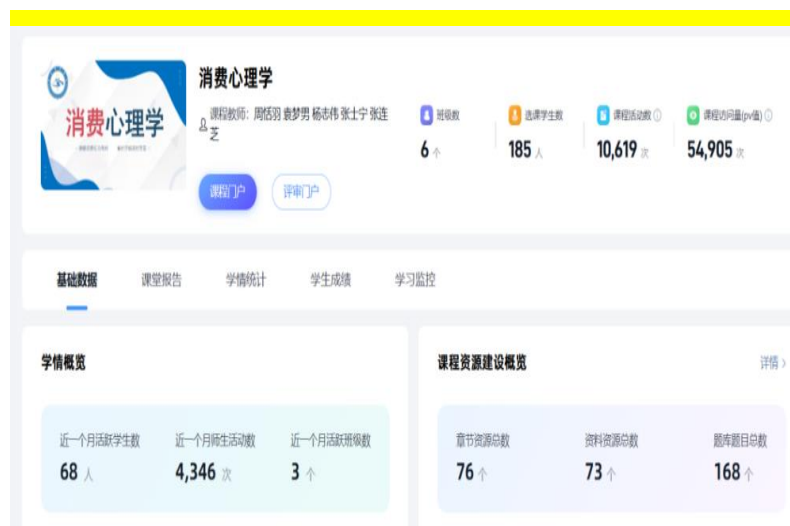 消费心理学
消费心理学
课程教师：周恬羽 袁梦男 杨志伟 张士宁 张连
芝
课程门户
评审门户
班级数
6 个
选课学生数
185 人
课程活动数
10,619 次
课程访问量(pv值)
54,905 次
基础数据
课堂报告
学情统计
学生成绩
学习监控
学情概览
近一个月活跃学生数
68 人
近一个月师生活动数
4,346 次
近一个月活跃班级数
3 个
课程资源建设概览
详情 >
章节资源总数
76 个
资料资源总数
73 个
题库题目总数
168 个